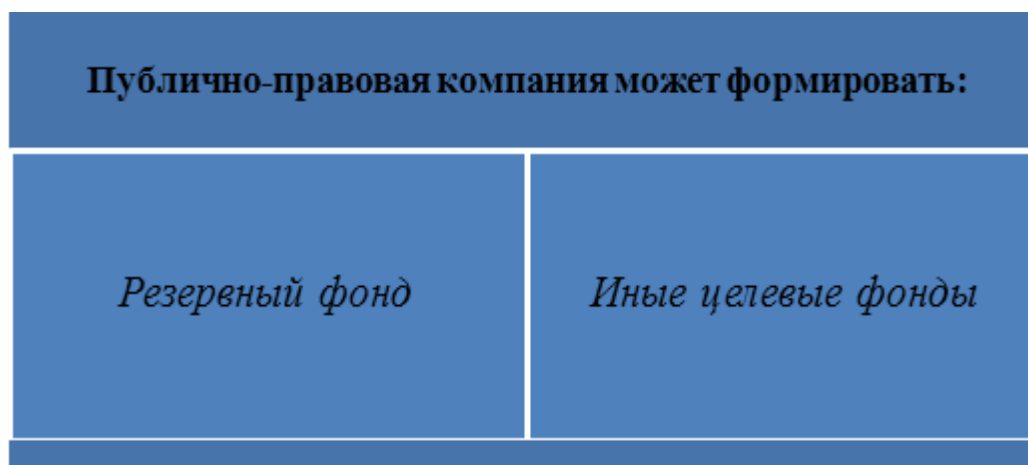 Публично-правовая компания может формировать:
Резервный фонд
Иные целевые фонды